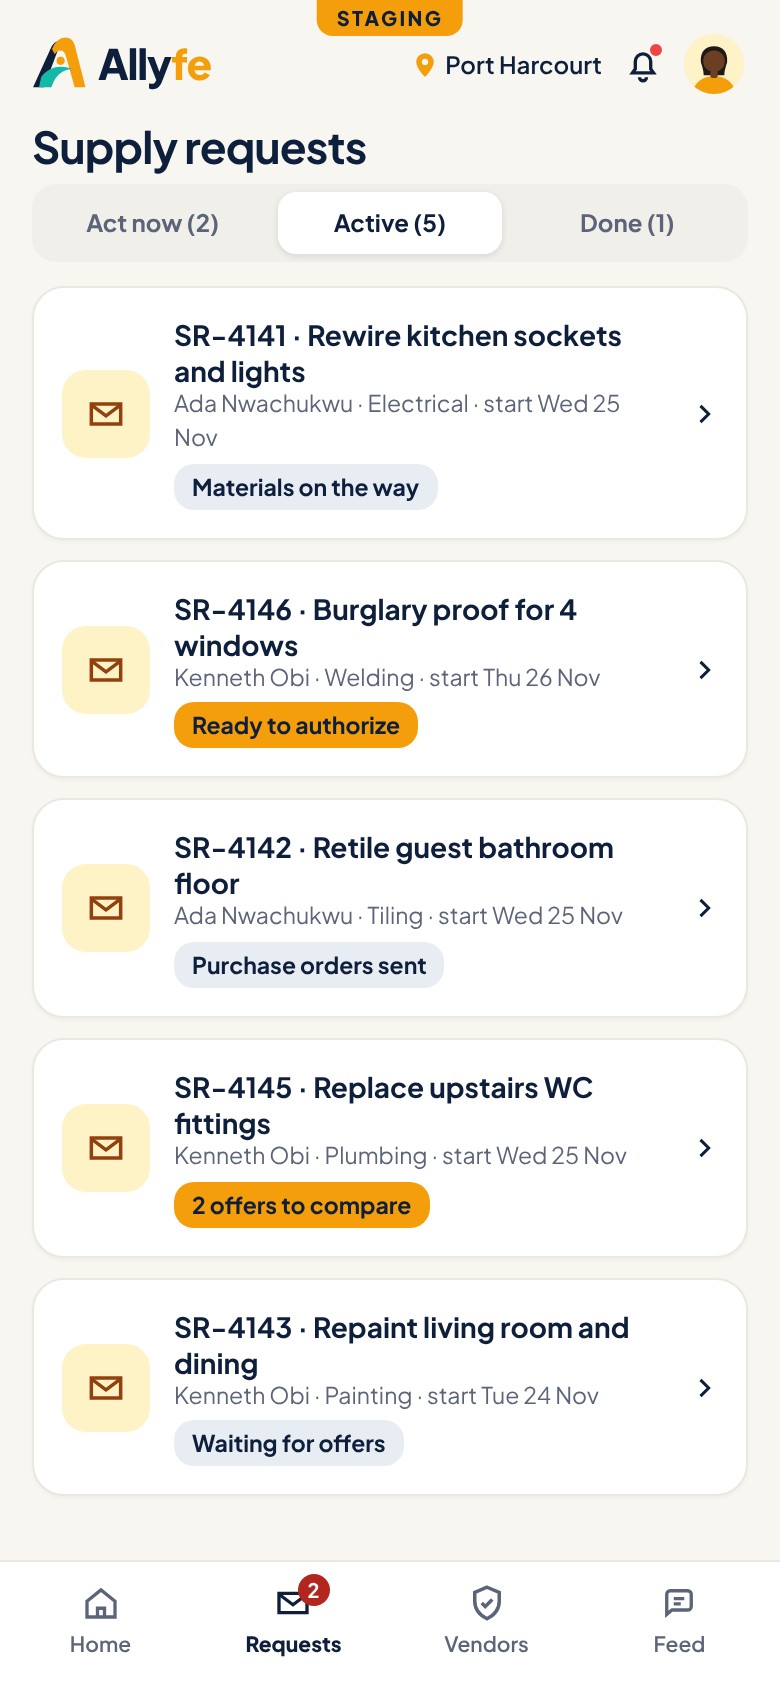 STAGING
Allyfe
Port Harcourt
Supply requests
Act now (2)
Active (5)
Done (1)
SR-4141 · Rewire kitchen sockets
and lights
Ada Nwachukwu · Electrical · start Wed 25
Nov
Materials on the way
SR-4146 · Burglary proof for 4
windows
Kenneth Obi · Welding · start Thu 26 Nov
Ready to authorize
SR-4142 · Retile guest bathroom
floor
Ada Nwachukwu · Tiling · start Wed 25 Nov
Purchase orders sent
SR-4145 · Replace upstairs WC
fittings
Kenneth Obi · Plumbing · start Wed 25 Nov
2 offers to compare
SR-4143 · Repaint living room and
dining
Kenneth Obi · Painting · start Tue 24 Nov
Waiting for offers
2
Home
Requests
Vendors
Feed